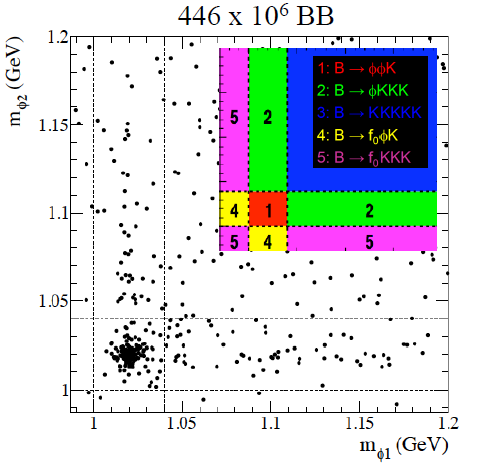 446 x 10⁶ BB
m_ϕ2 (GeV)
1.2
1.15
1.1
1.05
1
1: B → ϕϕK
2: B → ϕKKK
3: B → KKKKK
4: B → f₀ϕK
5: B → f₀KKK
5 2
4 1 2
5 4 5
1 1.05 1.1 1.15 1.2
m_ϕ1 (GeV)